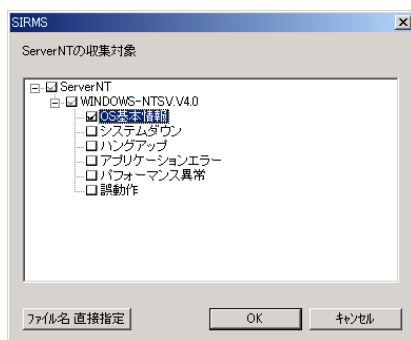 SIRMS
ServerNTの収集対象
ServerNT
WINDOWS-NTSV.V4.0
OS基本情報
システムダウン
ハングアップ
アプリケーションエラー
パフォーマンス異常
誤動作
ファイル名 直接指定
OK
キャンセル